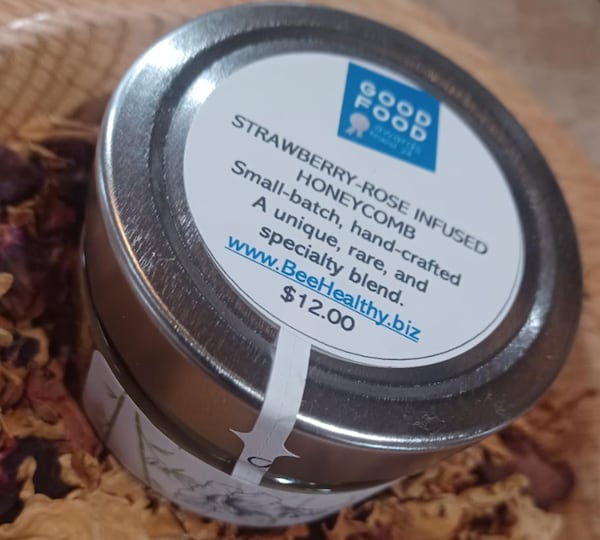 GOOD
FOOD
awards
STRAWBERRY-ROSE INFUSED
HONEYCOMB
Small-batch, hand-crafted
A unique, rare, and
specialty blend.
www.BeeHealthy.biz
$12.00